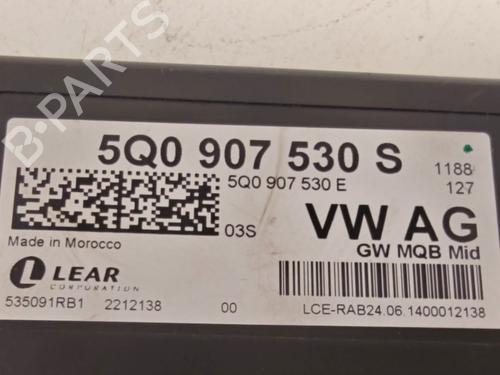 5Q0 907 530 S
1188
5Q0 907 530 E
127
03S
VW AG
Made in Morocco
GW MQB Mid
LEAR
CORPORATION
535091RB1 2212138 00
LCE-RAB24.06.1400012138
B-PARTS